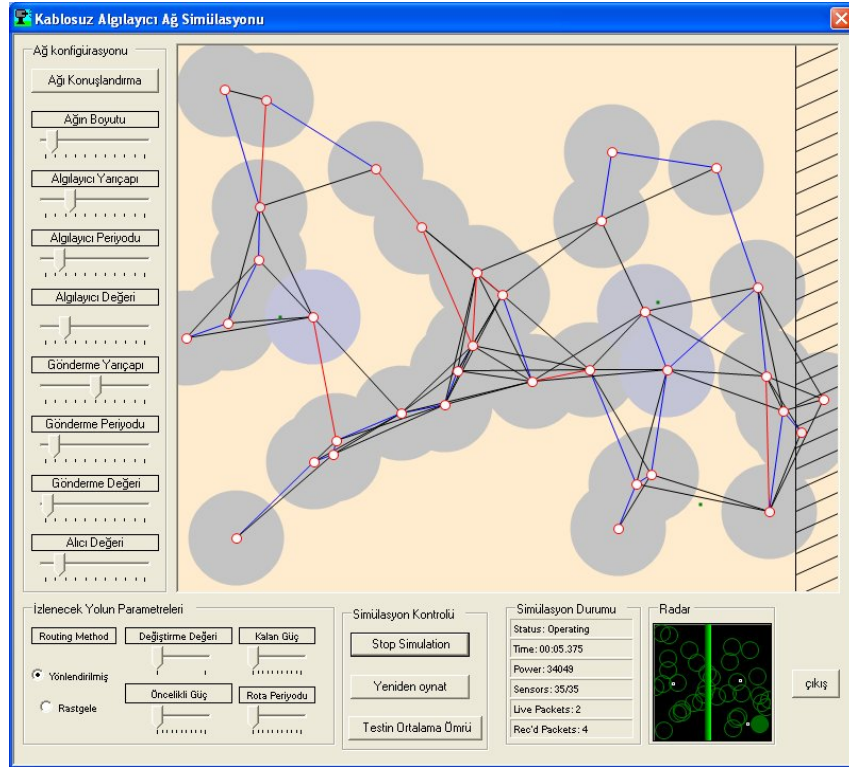 Kablosuz Algılayıcı Ağ Simülasyonu
Ağ konfigürasyonu
Ağı Konuşlandırma
Ağın Boyutu
Algılayıcı Yarıçapı
Algılayıcı Periyodu
Algılayıcı Değeri
Gönderme Yarıçapı
Gönderme Periyodu
Gönderme Değeri
Alıcı Değeri
İzlenecek Yolun Parametreleri
Routing Method
Değiştirme Değeri
Kalan Güç
Yönlendirilmiş
Rastgele
Öncelikli Güç
Rota Periyodu
Simülasyon Kontrolü
Stop Simulation
Yeniden oynat
Testin Ortalama Ömrü
Simülasyon Durumu
Status: Operating
Time: 00:05.375
Power: 34049
Sensors: 35/35
Live Packets: 2
Rec'd Packets: 4
Radar
çıkış